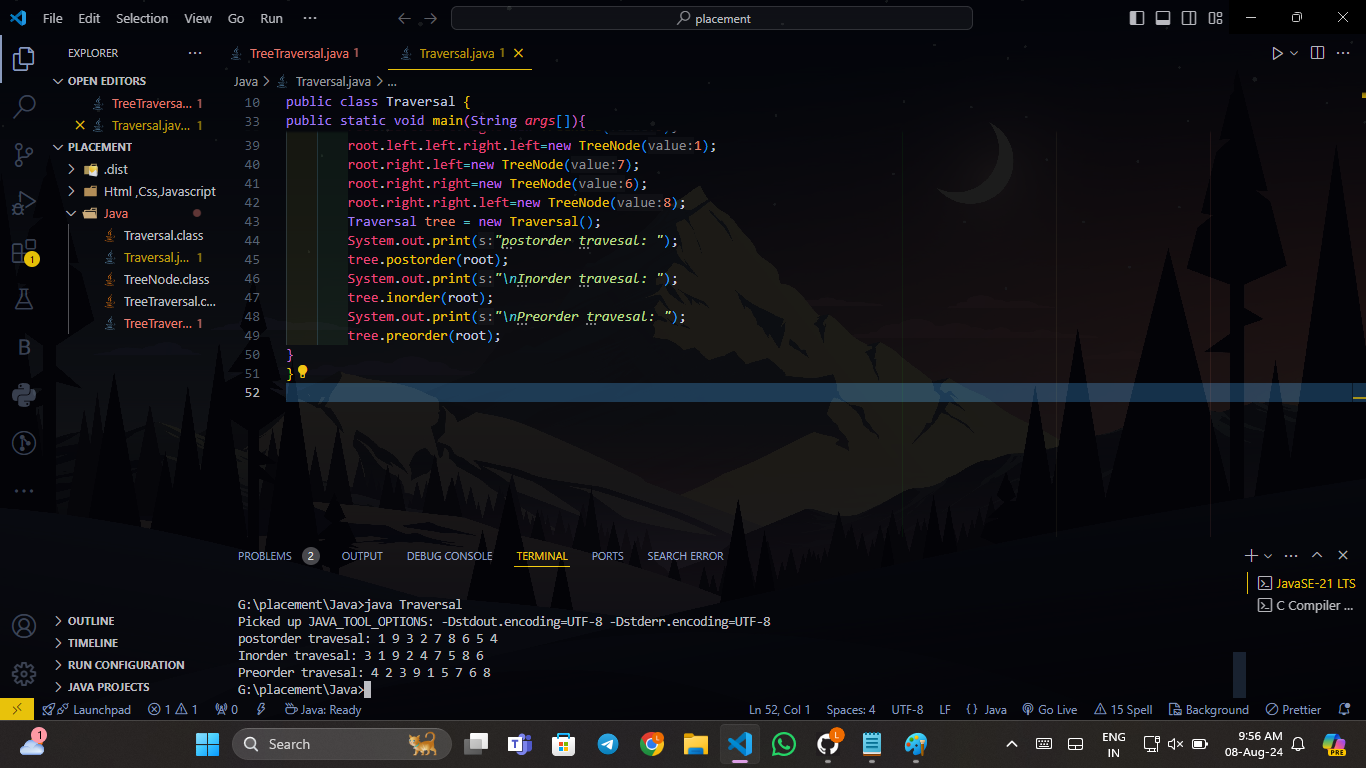 File Edit Selection View Go Run ··· placement
EXPLORER ···
TreeTraversal.java 1 Traversal.java 1
OPEN EDITORS
TreeTraversa... 1
Traversal.jav... 1
PLACEMENT
.dist
Html ,Css,Javascript
Java
Traversal.class
Traversal.j... 1
TreeNode.class
TreeTraversal.c...
TreeTraver... 1
1
B
OUTLINE
TIMELINE
RUN CONFIGURATION
JAVA PROJECTS
Java > Traversal.java > ...
10 public class Traversal {
33 public static void main(String args[]){
39 root.left.left.right.left=new TreeNode(value:1);
40 root.right.left=new TreeNode(value:7);
41 root.right.right=new TreeNode(value:6);
42 root.right.right.left=new TreeNode(value:8);
43 Traversal tree = new Traversal();
44 System.out.print(s:"postorder travesal: ");
45 tree.postorder(root);
46 System.out.print(s:"\nInorder travesal: ");
47 tree.inorder(root);
48 System.out.print(s:"\nPreorder travesal: ");
49 tree.preorder(root);
50 }
51 }
52
PROBLEMS 2 OUTPUT DEBUG CONSOLE TERMINAL PORTS SEARCH ERROR
JavaSE-21 LTS
C Compiler ...
G:\placement\Java>java Traversal
Picked up JAVA_TOOL_OPTIONS: -Dstdout.encoding=UTF-8 -Dstderr.encoding=UTF-8
postorder travesal: 1 9 3 2 7 8 6 5 4
Inorder travesal: 3 1 9 2 4 7 5 8 6
Preorder travesal: 4 2 3 9 1 5 7 6 8
G:\placement\Java>
Launchpad 1 1 0 Java: Ready Ln 52, Col 1 Spaces: 4 UTF-8 LF {} Java Go Live 15 Spell Background Prettier
1 Search L ENG IN 9:56 AM 08-Aug-24 PRE